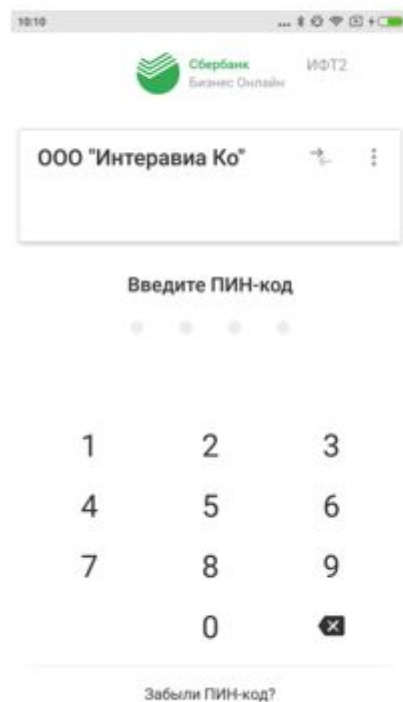 10:10
...
Сбербанк
Бизнес Онлайн
ИФТ2
ООО "Интеравиа Ко"
Введите ПИН-код
1 2 3
4 5 6
7 8 9
0
Забыли ПИН-код?